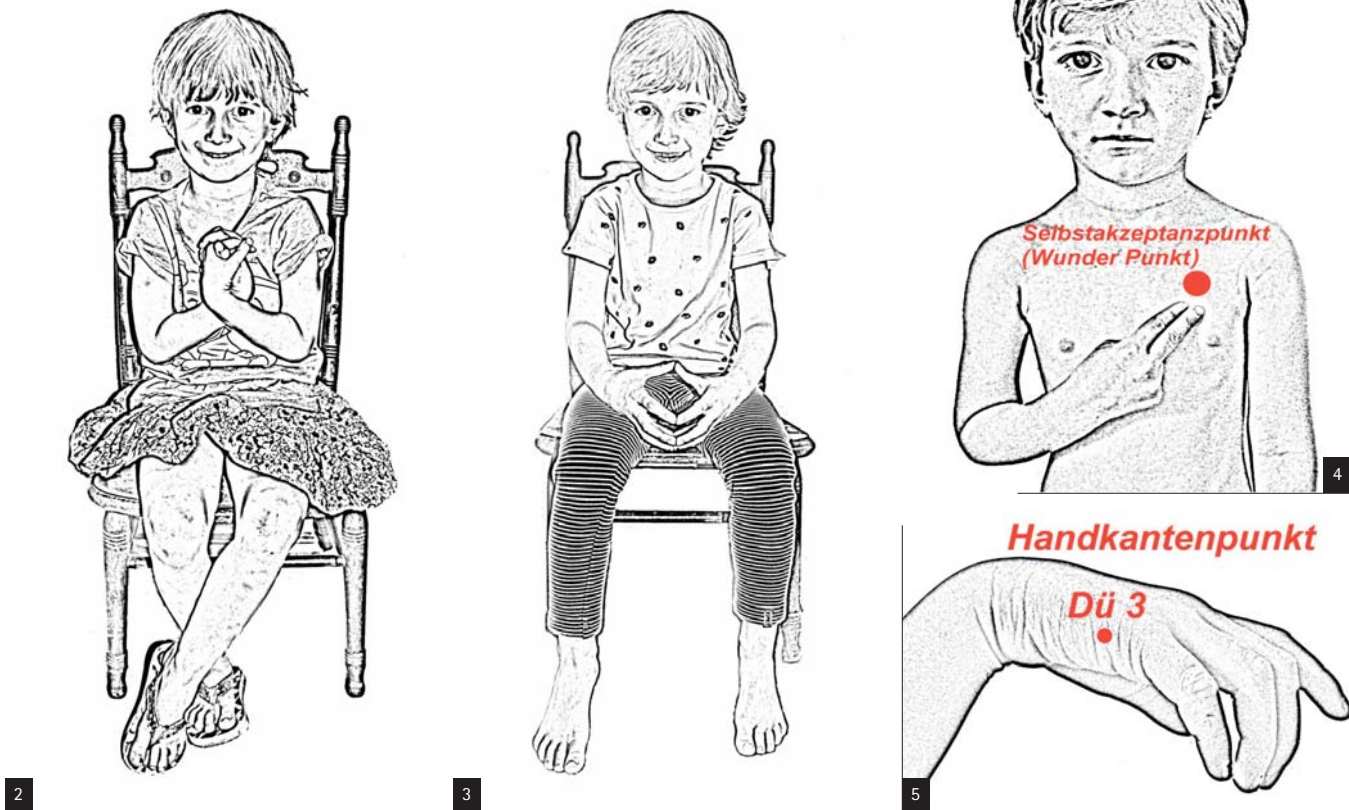 Selbstakzeptanzpunkt
(Wunder Punkt)
4
Handkantenpunkt
Dü 3
2
3
5